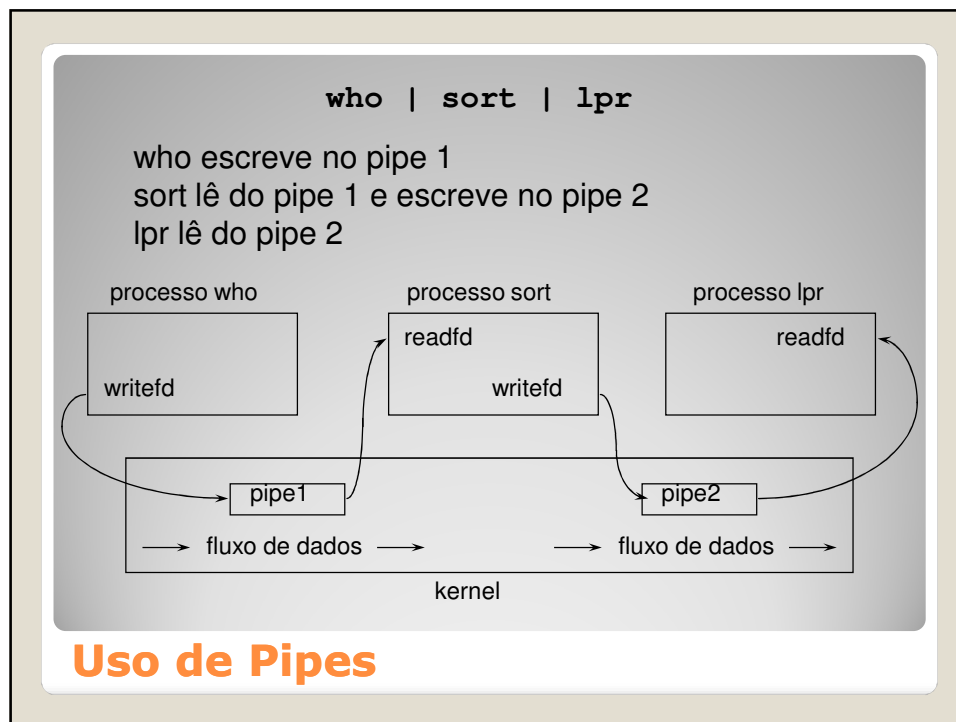 who | sort | lpr
who escreve no pipe 1
sort lê do pipe 1 e escreve no pipe 2
lpr lê do pipe 2
processo who
processo sort
processo lpr
readfd
readfd
writefd
writefd
pipe1
pipe2
fluxo de dados
fluxo de dados
kernel
Uso de Pipes